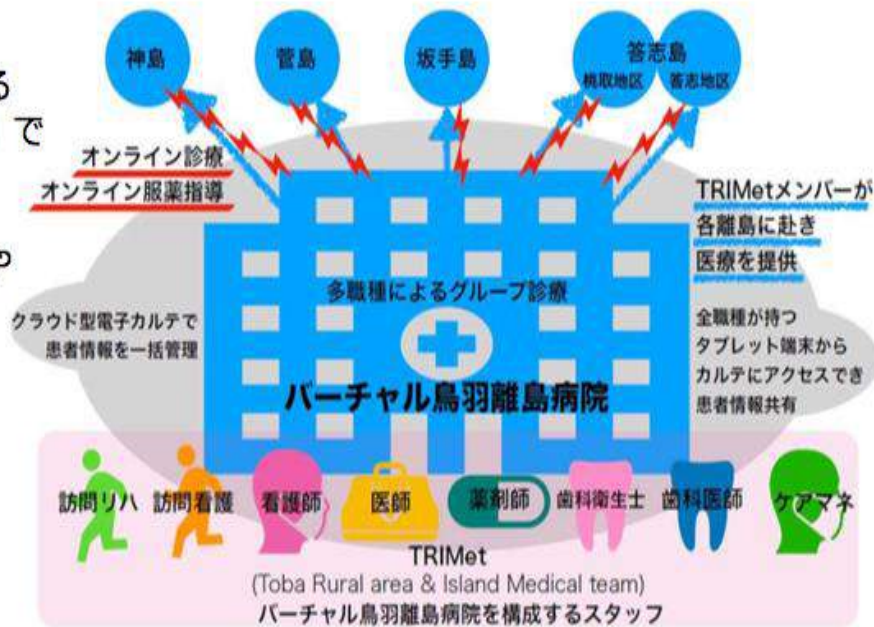 神島
菅島
坂手島
答志島
桃取地区
答志地区
る
で
オンライン診療
オンライン服薬指導
TRIMetメンバーが
各離島に赴き
医療を提供
多職種によるグループ診療
クラウド型電子カルテで
患者情報を一括管理
全職種が持つ
タブレット端末から
カルテにアクセスでき
患者情報共有
バーチャル鳥羽離島病院
訪問リハ
訪問看護
看護師
医師
薬剤師
歯科衛生士
歯科医師
ケアマネ
TRIMet
(Toba Rural area & Island Medical team)
バーチャル鳥羽離島病院を構成するスタッフ